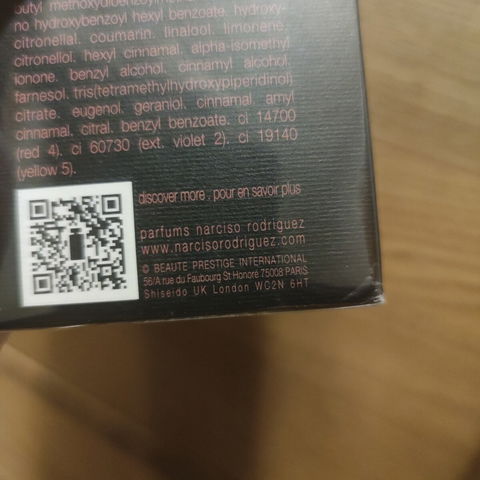 butyl methoxydibenzoylmethane
no hydroxybenzoyl hexyl benzoate. hydroxy-
citronellal. coumarin. linalool. limonene.
citronellol. hexyl cinnamal. alpha-isomethyl
ionone. benzyl alcohol. cinnamyl alcohol.
farnesol. tris(tetramethylhydroxypiperidinol)
citrate. eugenol. geraniol. cinnamal. amyl
cinnamal. citral. benzyl benzoate. ci 14700
(red 4). ci 60730 (ext. violet 2). ci 19140
(yellow 5).
discover more . pour en savoir plus
parfums narciso rodriguez
www.narcisorodriguez.com
© BEAUTE PRESTIGE INTERNATIONAL
56/A rue du Faubourg St Honoré 75008 PARIS
Shiseido UK London WC2N 6HT